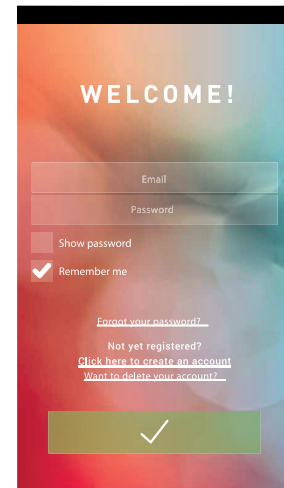 WELCOME!
Email
Password
Show password
Remember me
Forgot your password?
Not yet registered?
Click here to create an account
Want to delete your account?